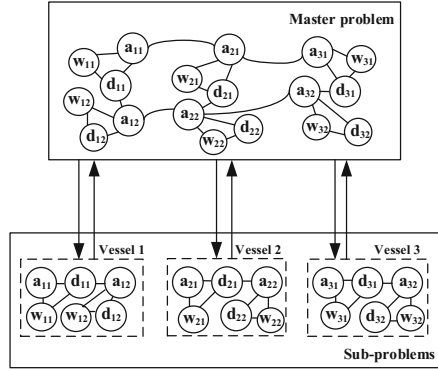 Master problem
a11 a21 a31
w11 w21 w31
d11 d21 d31
w12 a12 a22 a32
d12 d22 w22 w32 d32
Vessel 1 Vessel 2 Vessel 3
a11 d11 a12 a21 d21 a22 a31 d31 a32
w11 w12 d12 w21 d22 w22 w31 d32 w32
Sub-problems